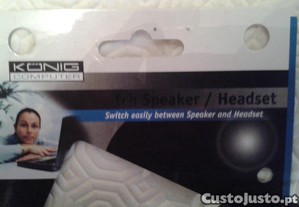 KÖNIG
COMPUTER
Speaker / Headset
Switch easily between Speaker and Headset
CustoJusto.pt